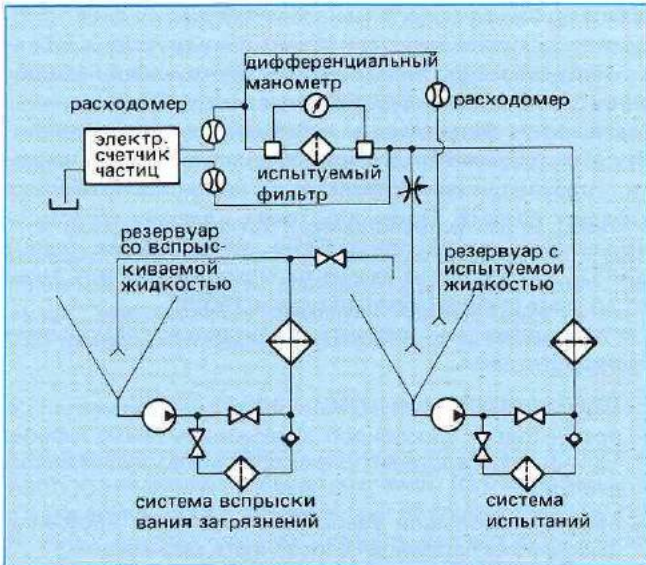 дифференциальный
манометр
расходомер
расходомер
электр.
счетчик
частиц
испытуемый
фильтр
резервуар
со вспрыс-
киваемой
жидкостью
резервуар с
испытуемой
жидкостью
система вспрыски
вания загрязнений
система
испытаний